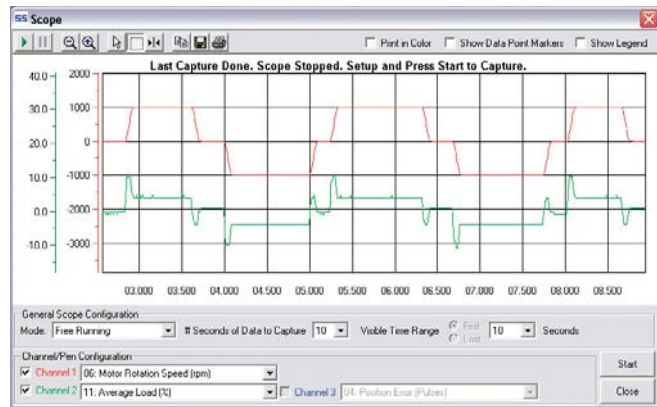 SS Scope
Print in Color Show Data Point Markers Show Legend
Last Capture Done. Scope Stopped. Setup and Press Start to Capture.
40.0 2000
30.0 1000
20.0 0
10.0 -1000
0.0 -2000
-10.0 -3000
03.000 03.500 04.000 04.500 05.000 05.500 06.000 06.500 07.000 07.500 08.000 08.500
General Scope Configuration
Mode: Free Running # Seconds of Data to Capture 10 Visible Time Range First Last 10 Seconds
Channel/Pen Configuration
Channel 1 06: Motor Rotation Speed (rpm) Start
Channel 2 11: Average Load (%) Channel 3 04: Position Error (Pulses) Close